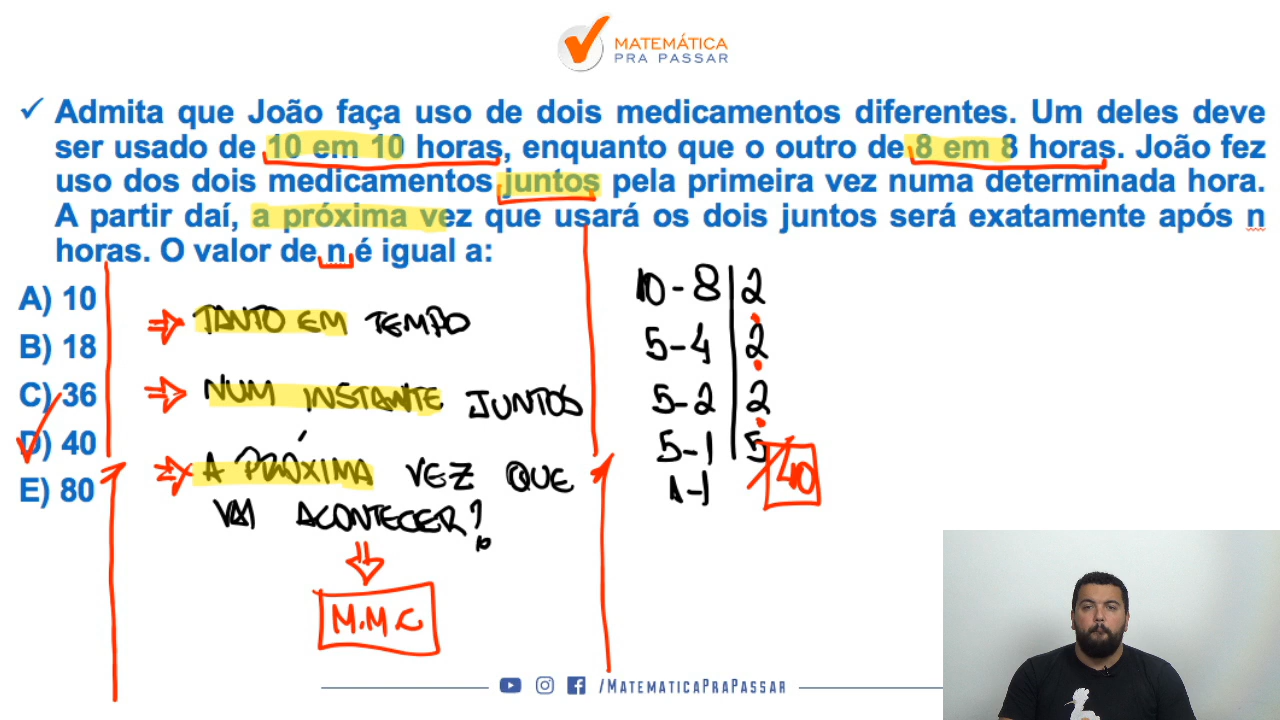 MATEMÁTICA
PRA PASSAR
Admita que João faça uso de dois medicamentos diferentes. Um deles deve
ser usado de 10 em 10 horas, enquanto que o outro de 8 em 8 horas. João fez
uso dos dois medicamentos juntos pela primeira vez numa determinada hora.
A partir daí, a próxima vez que usará os dois juntos será exatamente após n
horas. O valor de n é igual a:
A) 10
B) 18
C) 36
D) 40
E) 80
⇒ TANTO EM TEMPO
⇒ NUM INSTANTE JUNTOS
⇒ A PRÓXIMA VEZ QUE
VAI ACONTECER?
M.M.C
10-8 | 2
5-4 | 2
5-2 | 2
5-1 | 5
1-1
40
/MATEMATICAPRAPASSAR